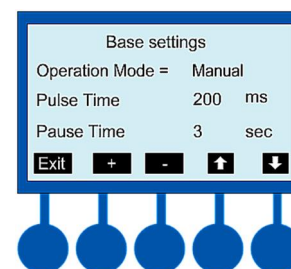 Base settings
Operation Mode = Manual
Pulse Time 200 ms
Pause Time 3 sec
Exit + - ↑ ↓